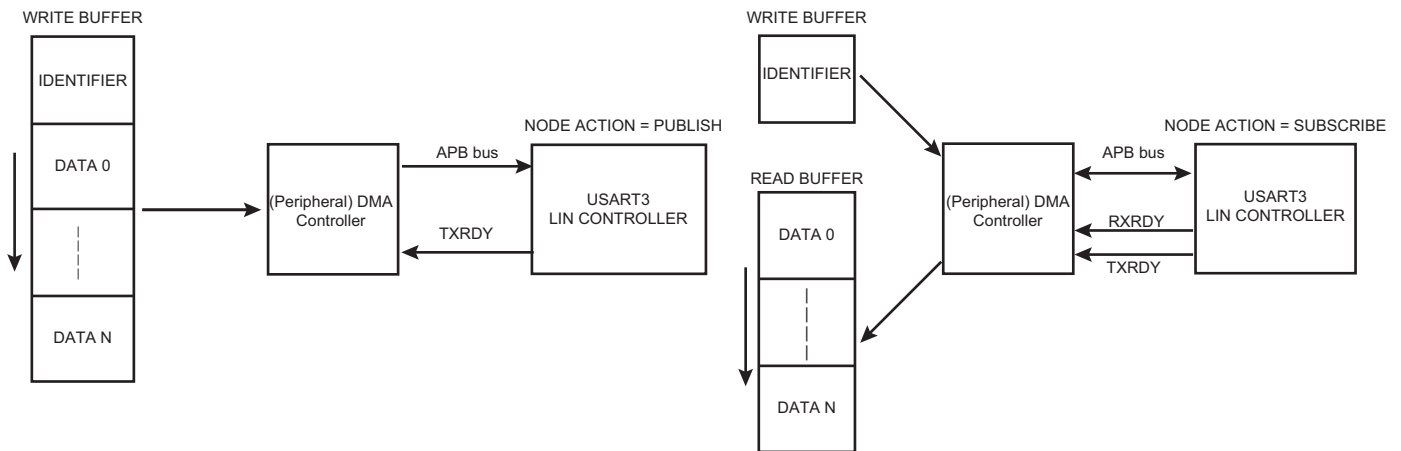 WRITE BUFFER
IDENTIFIER
DATA 0
DATA N
(Peripheral) DMA
Controller
APB bus
TXRDY
NODE ACTION = PUBLISH
USART3
LIN CONTROLLER
WRITE BUFFER
IDENTIFIER
READ BUFFER
DATA 0
DATA N
(Peripheral) DMA
Controller
APB bus
RXRDY
TXRDY
NODE ACTION = SUBSCRIBE
USART3
LIN CONTROLLER